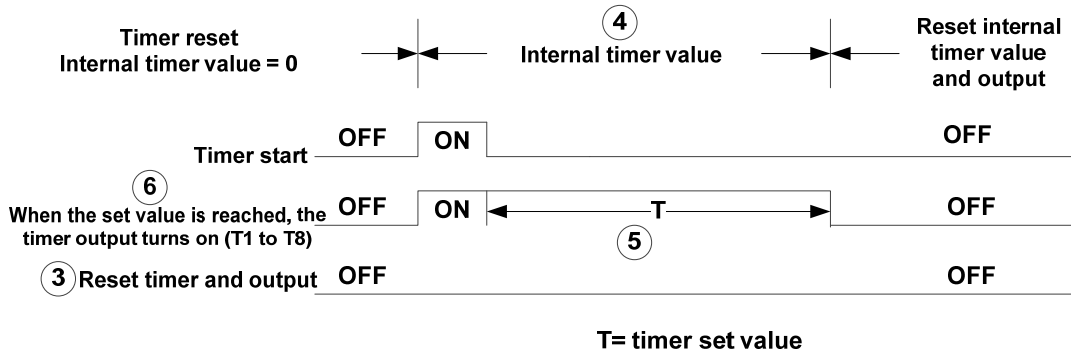 Timer reset
Internal timer value = 0
4
Internal timer value
Reset internal
timer value
and output
Timer start
OFF
ON
OFF
6
When the set value is reached, the
timer output turns on (T1 to T8)
OFF
ON
T
OFF
5
3 Reset timer and output
OFF
OFF
T= timer set value